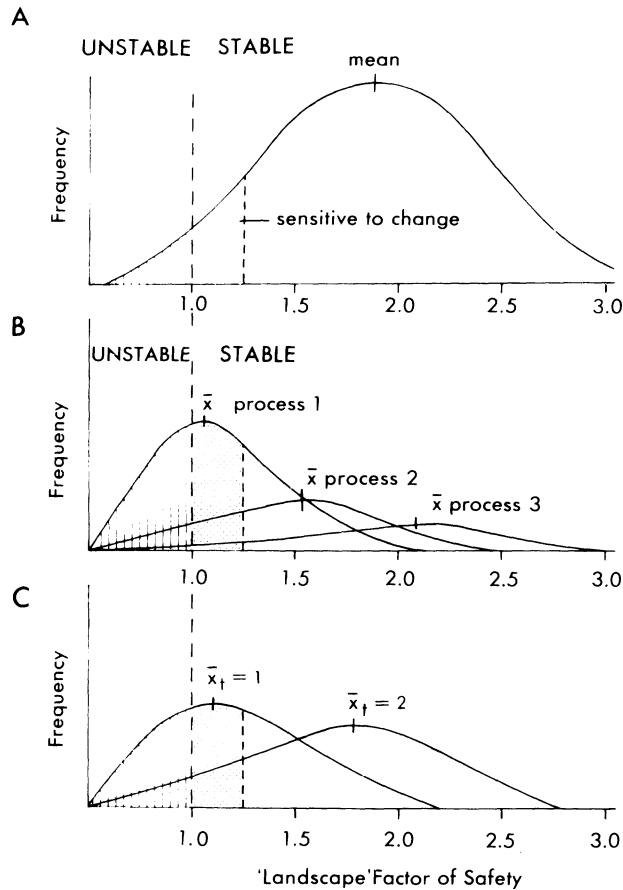 A
UNSTABLE STABLE
mean
Frequency
sensitive to change
1.0 1.5 2.0 2.5 3.0
B
UNSTABLE STABLE
x̄ process 1
x̄ process 2
x̄ process 3
Frequency
1.0 1.5 2.0 2.5 3.0
C
x̄t = 1
x̄t = 2
Frequency
1.0 1.5 2.0 2.5 3.0
'Landscape' Factor of Safety